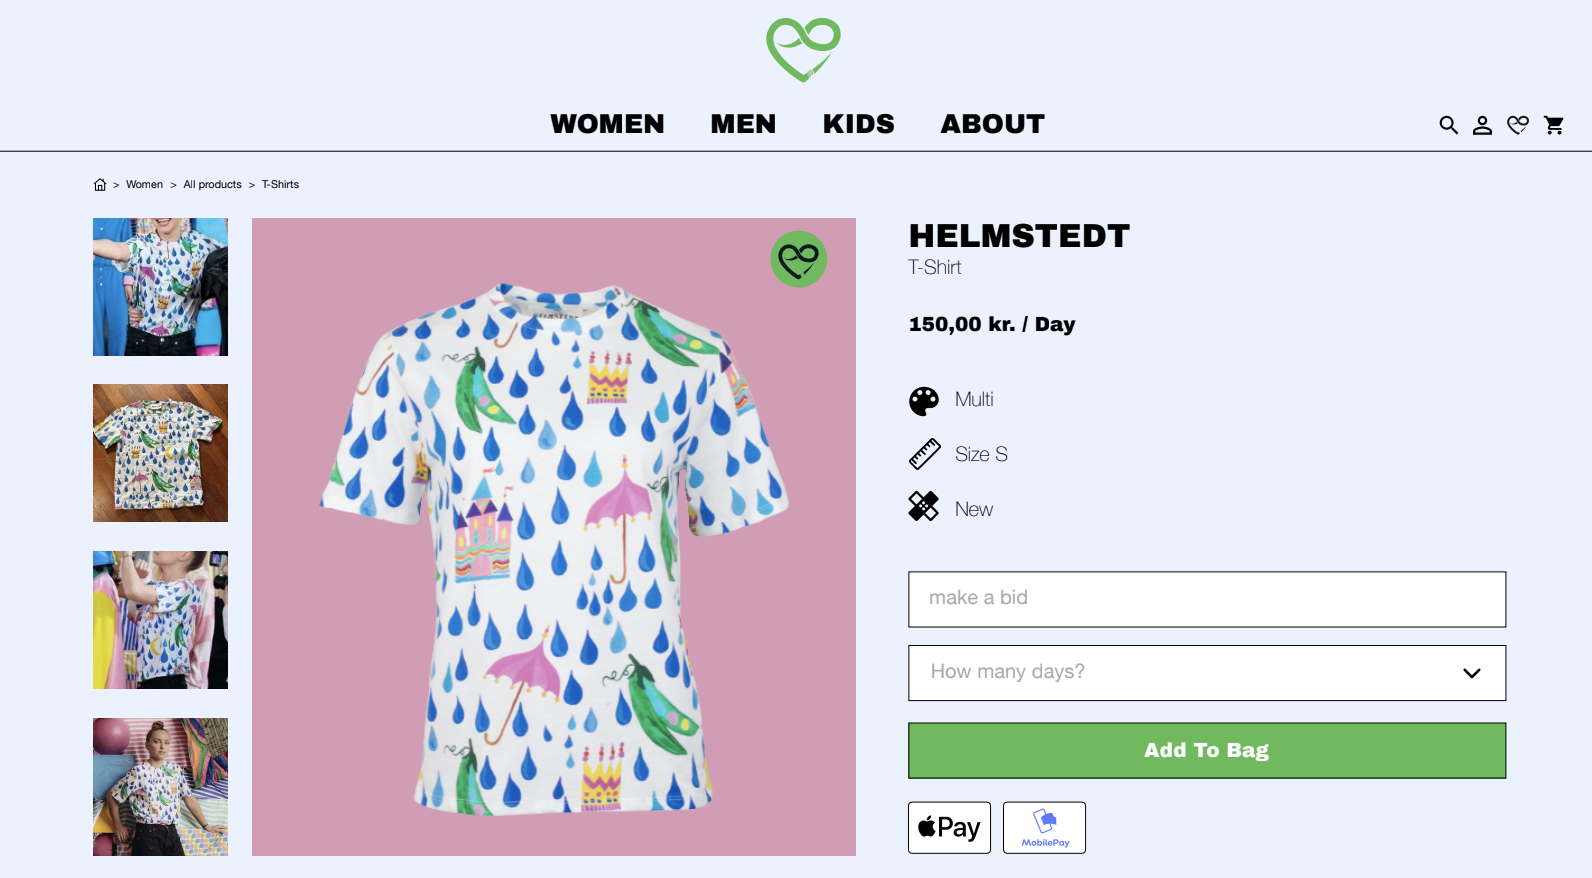 WOMEN MEN KIDS ABOUT
> Women > All products > T-Shirts
HELMSTEDT
HELMSTEDT
T-Shirt
150,00 kr. / Day
Multi
Size S
New
make a bid
How many days?
Add To Bag
Pay
MobilePay